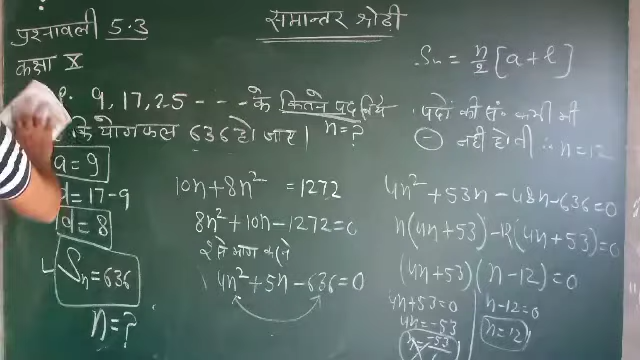 समान्तर श्रेढ़ी
प्रश्नावली 5.3
कक्षा X
9, 17, 25 - - - के कितने पद लिये
कि योगफल 636 हो जाए। n=?
a = 9
d = 17-9
d = 8
Sn = 636
n = ?
10n + 8n² = 1272
8n² + 10n - 1272 = 0
2 से भाग करने
4n² + 5n - 636 = 0
Sn = n/2 [a + l]
पदों की सं० कभी भी
(-) नहीं होती ∴ n = 12
4n² + 53n - 48n - 636 = 0
n(4n + 53) - 12(4n + 53) = 0
(4n + 53)(n - 12) = 0
4n + 53 = 0
4n = -53
n - 12 = 0
n = 12